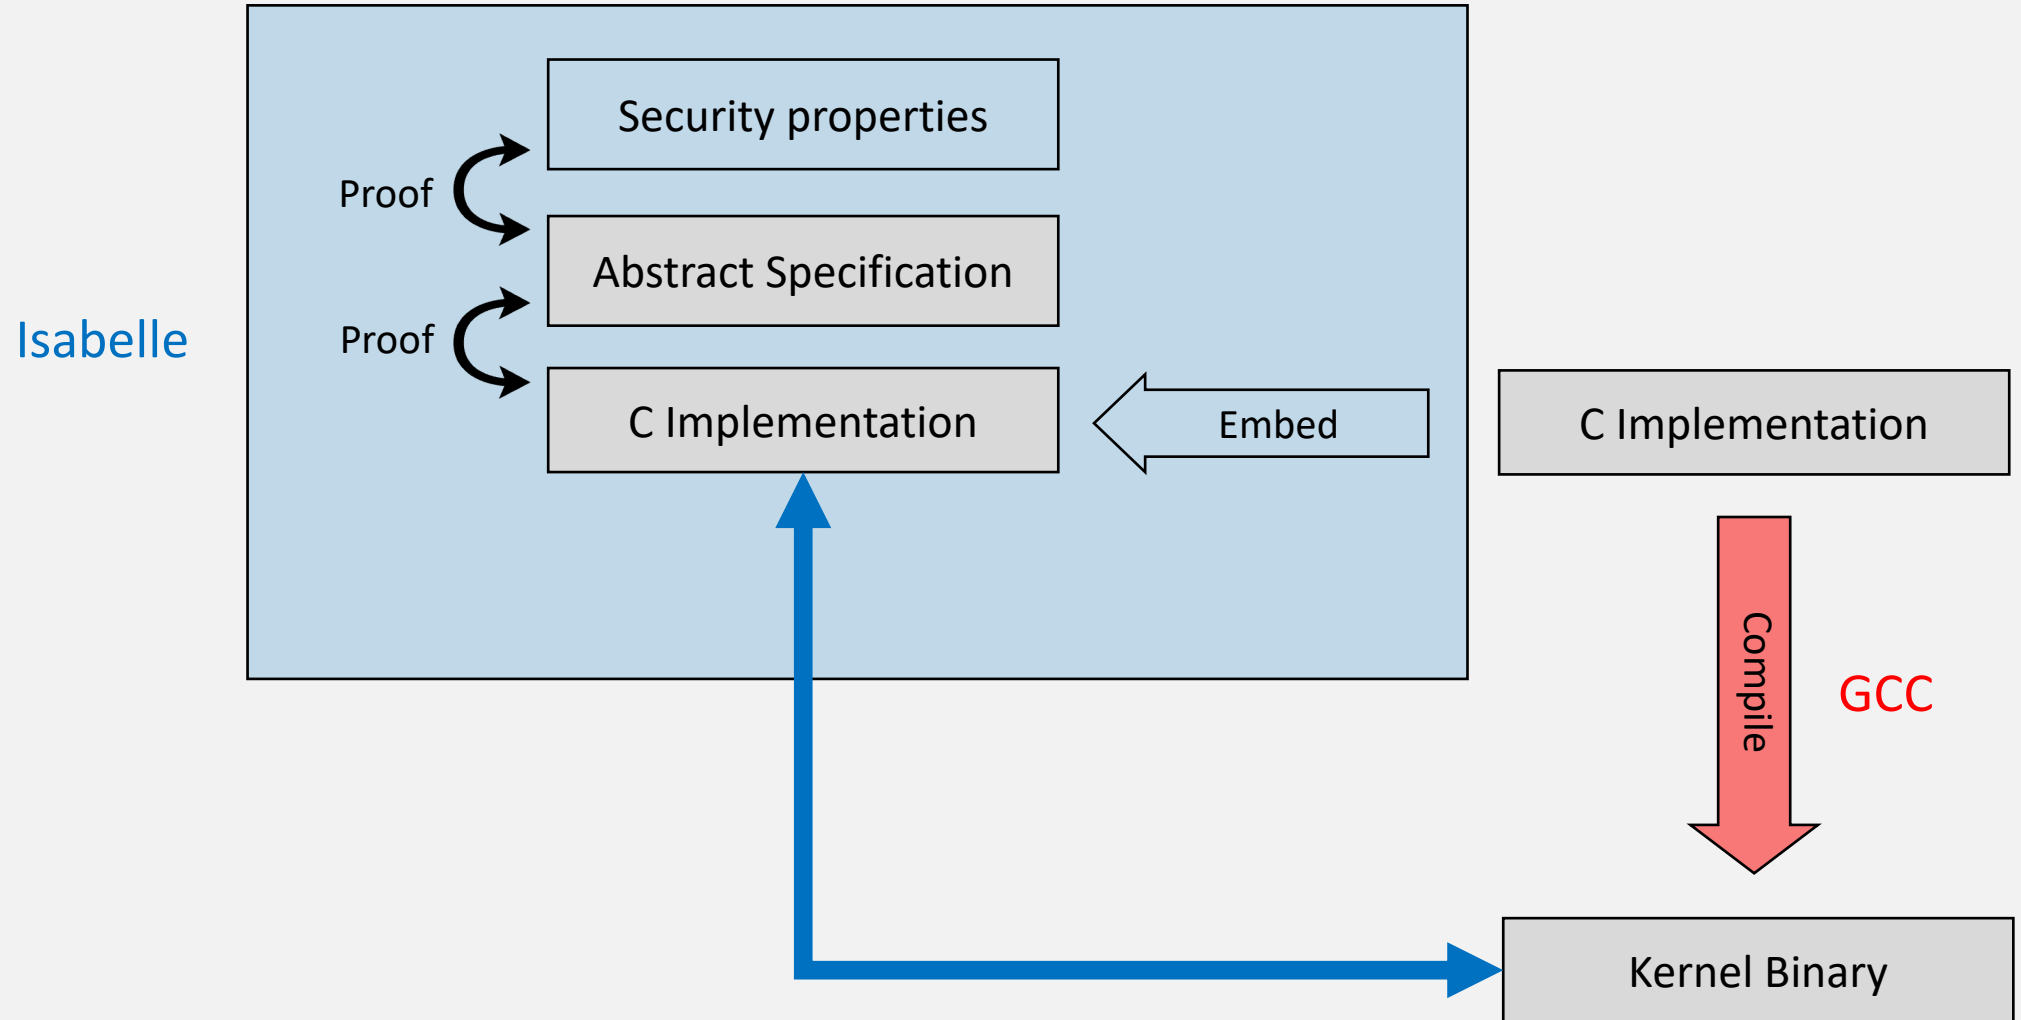 Security properties
Proof
Abstract Specification
Isabelle
Proof
C Implementation
Embed
C Implementation
Compile
GCC
Kernel Binary